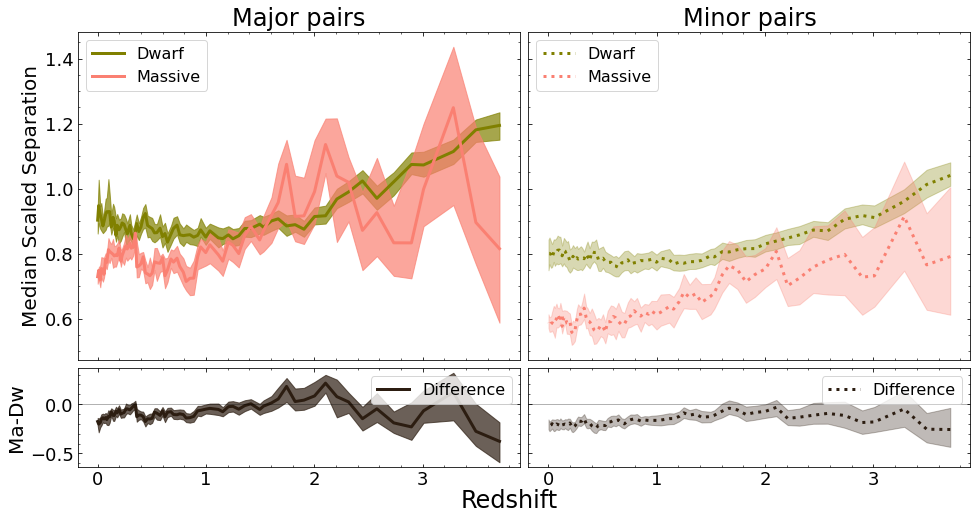 Major pairs
Minor pairs
Median Scaled Separation
1.4
1.2
1.0
0.8
0.6
Dwarf
Massive
Dwarf
Massive
Ma-Dw
0.0
−0.5
Difference
Difference
0
1
2
3
0
1
2
3
Redshift